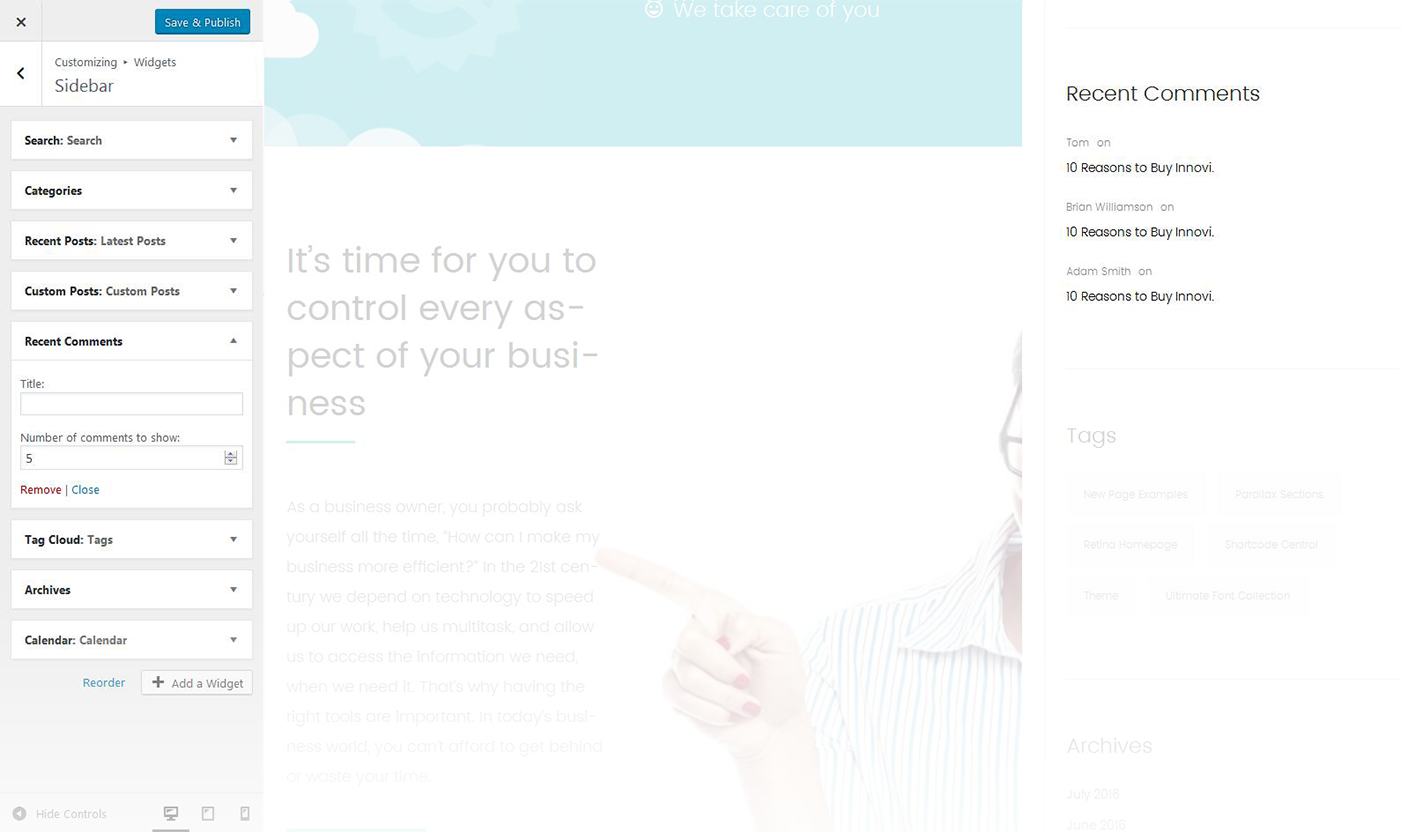 Save & Publish
Customizing ▸ Widgets
Sidebar
Search: Search
Categories
Recent Posts: Latest Posts
Custom Posts: Custom Posts
Recent Comments
Title:
Number of comments to show:
5
Remove | Close
Tag Cloud: Tags
Archives
Calendar: Calendar
Reorder
Add a Widget
Hide Controls
We take care of you
It’s time for you to
control every as-
pect of your busi-
ness
As a business owner, you probably ask
yourself all the time, “How can I make my
business more efficient?” In the 21st cen-
tury we depend on technology to speed
up our work, help us multitask, and allow
us to access the information we need,
when we need it. That’s why having the
right tools are important. In today’s busi-
ness world, you can’t afford to get behind
or waste your time.
Recent Comments
Tom on
10 Reasons to Buy Innovi.
Brian Williamson on
10 Reasons to Buy Innovi.
Adam Smith on
10 Reasons to Buy Innovi.
Tags
New Page Examples
Parallax Sections
Retina Homepage
Shortcode Central
Theme
Ultimate Font Collection
Archives
July 2016
June 2016